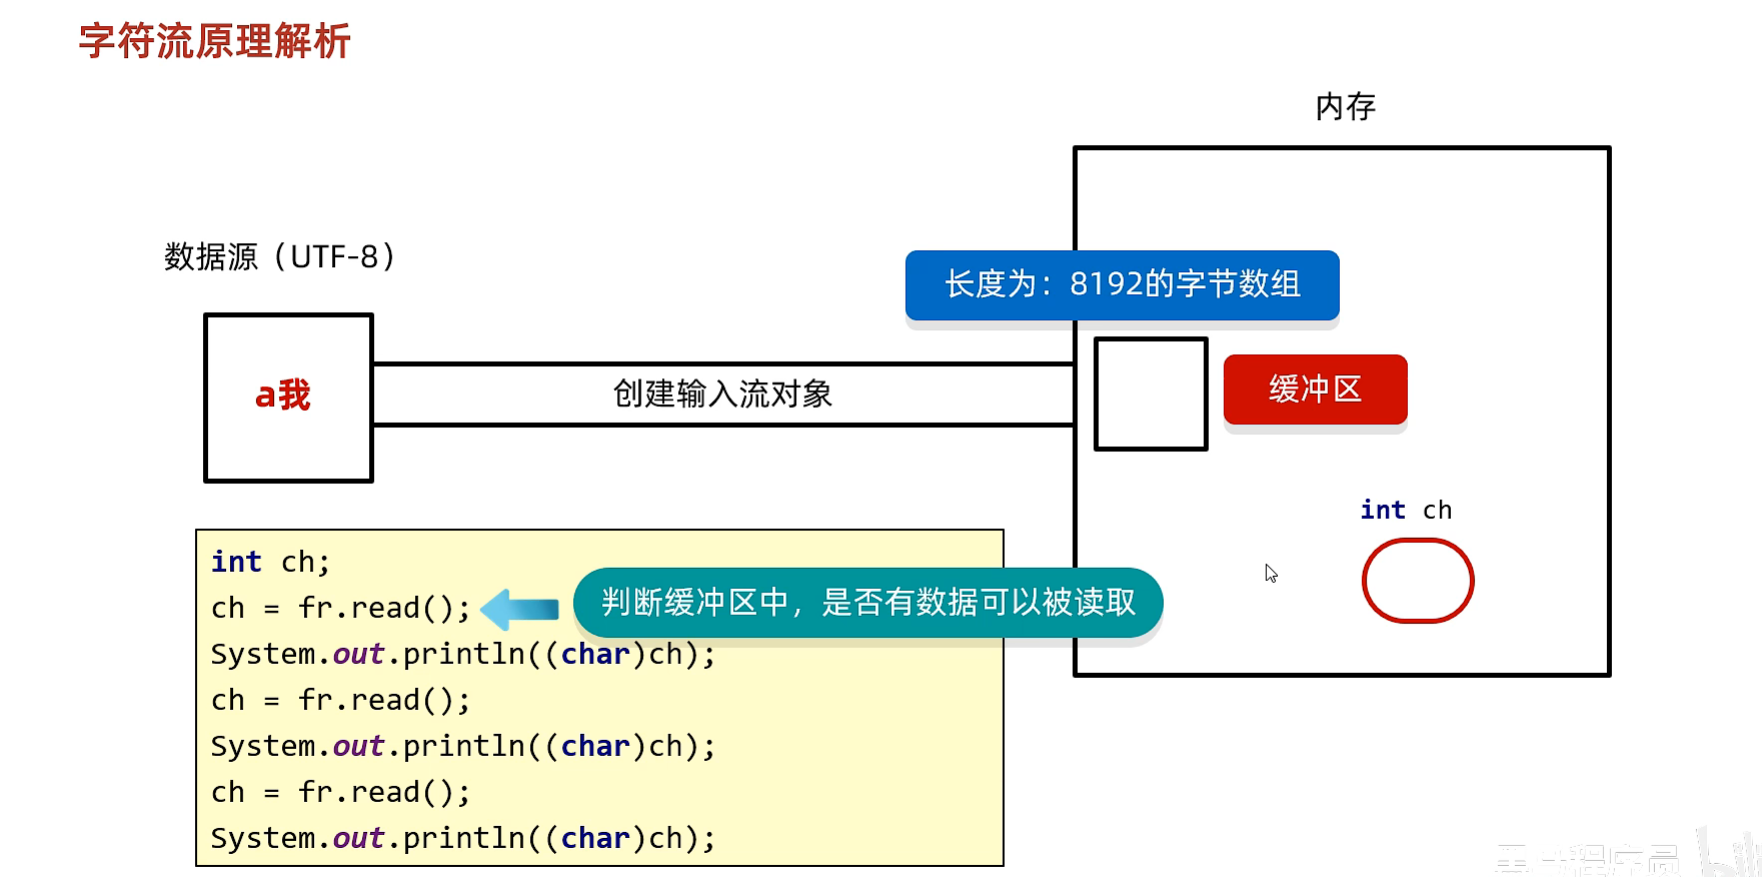 字符流原理解析
内存
数据源（UTF-8）
长度为：8192的字节数组
a我
创建输入流对象
缓冲区
int ch
int ch;
ch = fr.read();
判断缓冲区中，是否有数据可以被读取
System.out.println((char)ch);
ch = fr.read();
System.out.println((char)ch);
ch = fr.read();
System.out.println((char)ch);